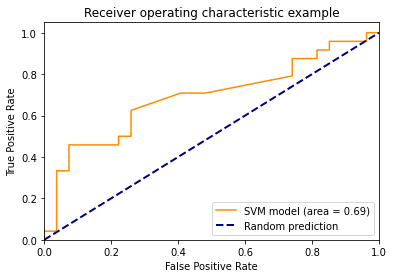 Receiver operating characteristic example
True Positive Rate
1.0
0.8
0.6
0.4
0.2
0.0
SVM model (area = 0.69)
Random prediction
0.0 0.2 0.4 0.6 0.8 1.0
False Positive Rate